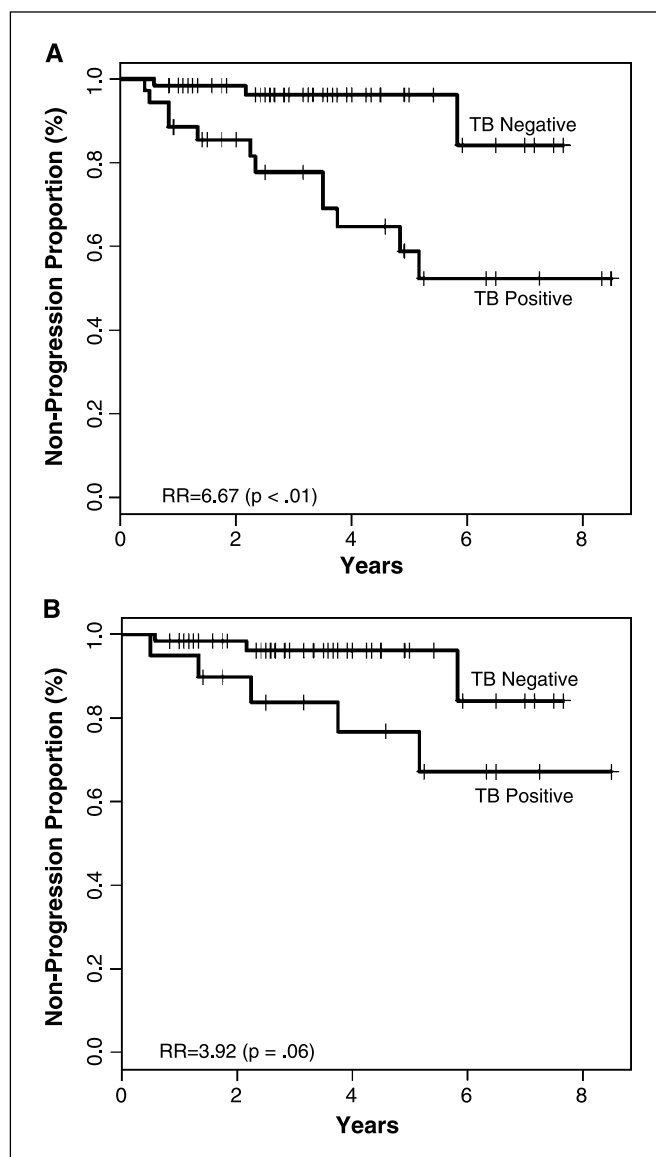 A
Non-Progression Proportion (%)
1.0
0.8
0.6
0.4
0.2
0.0
TB Negative
TB Positive
RR=6.67 (p < .01)
0 2 4 6 8
Years
B
Non-Progression Proportion (%)
1.0
0.8
0.6
0.4
0.2
0.0
TB Negative
TB Positive
RR=3.92 (p = .06)
0 2 4 6 8
Years